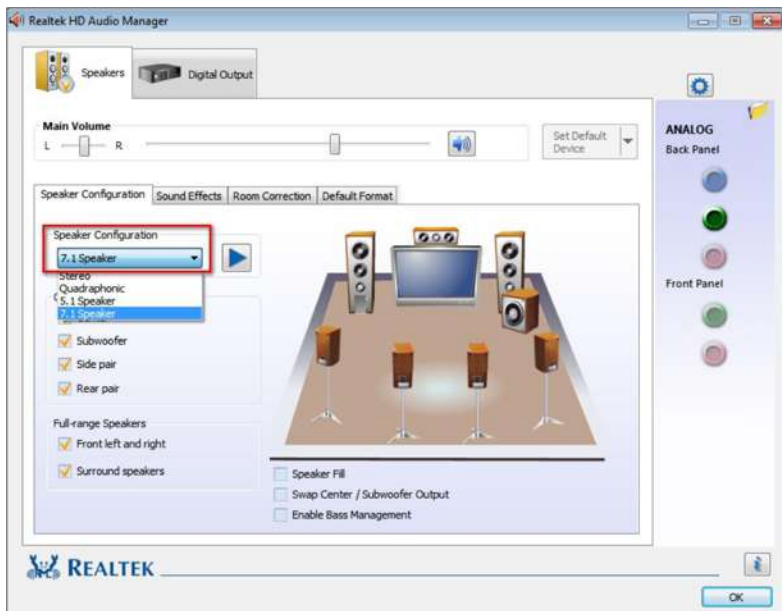 Realtek HD Audio Manager
Speakers
Digital Output
Main Volume
L R
Set Default
Device
ANALOG
Back Panel
Speaker Configuration Sound Effects Room Correction Default Format
Speaker Configuration
7.1 Speaker
Stereo
Quadraphonic
5.1 Speaker
7.1 Speaker
Subwoofer
Side pair
Rear pair
Front Panel
Full-range Speakers
Front left and right
Surround speakers
Speaker Fill
Swap Center / Subwoofer Output
Enable Bass Management
REALTEK
OK